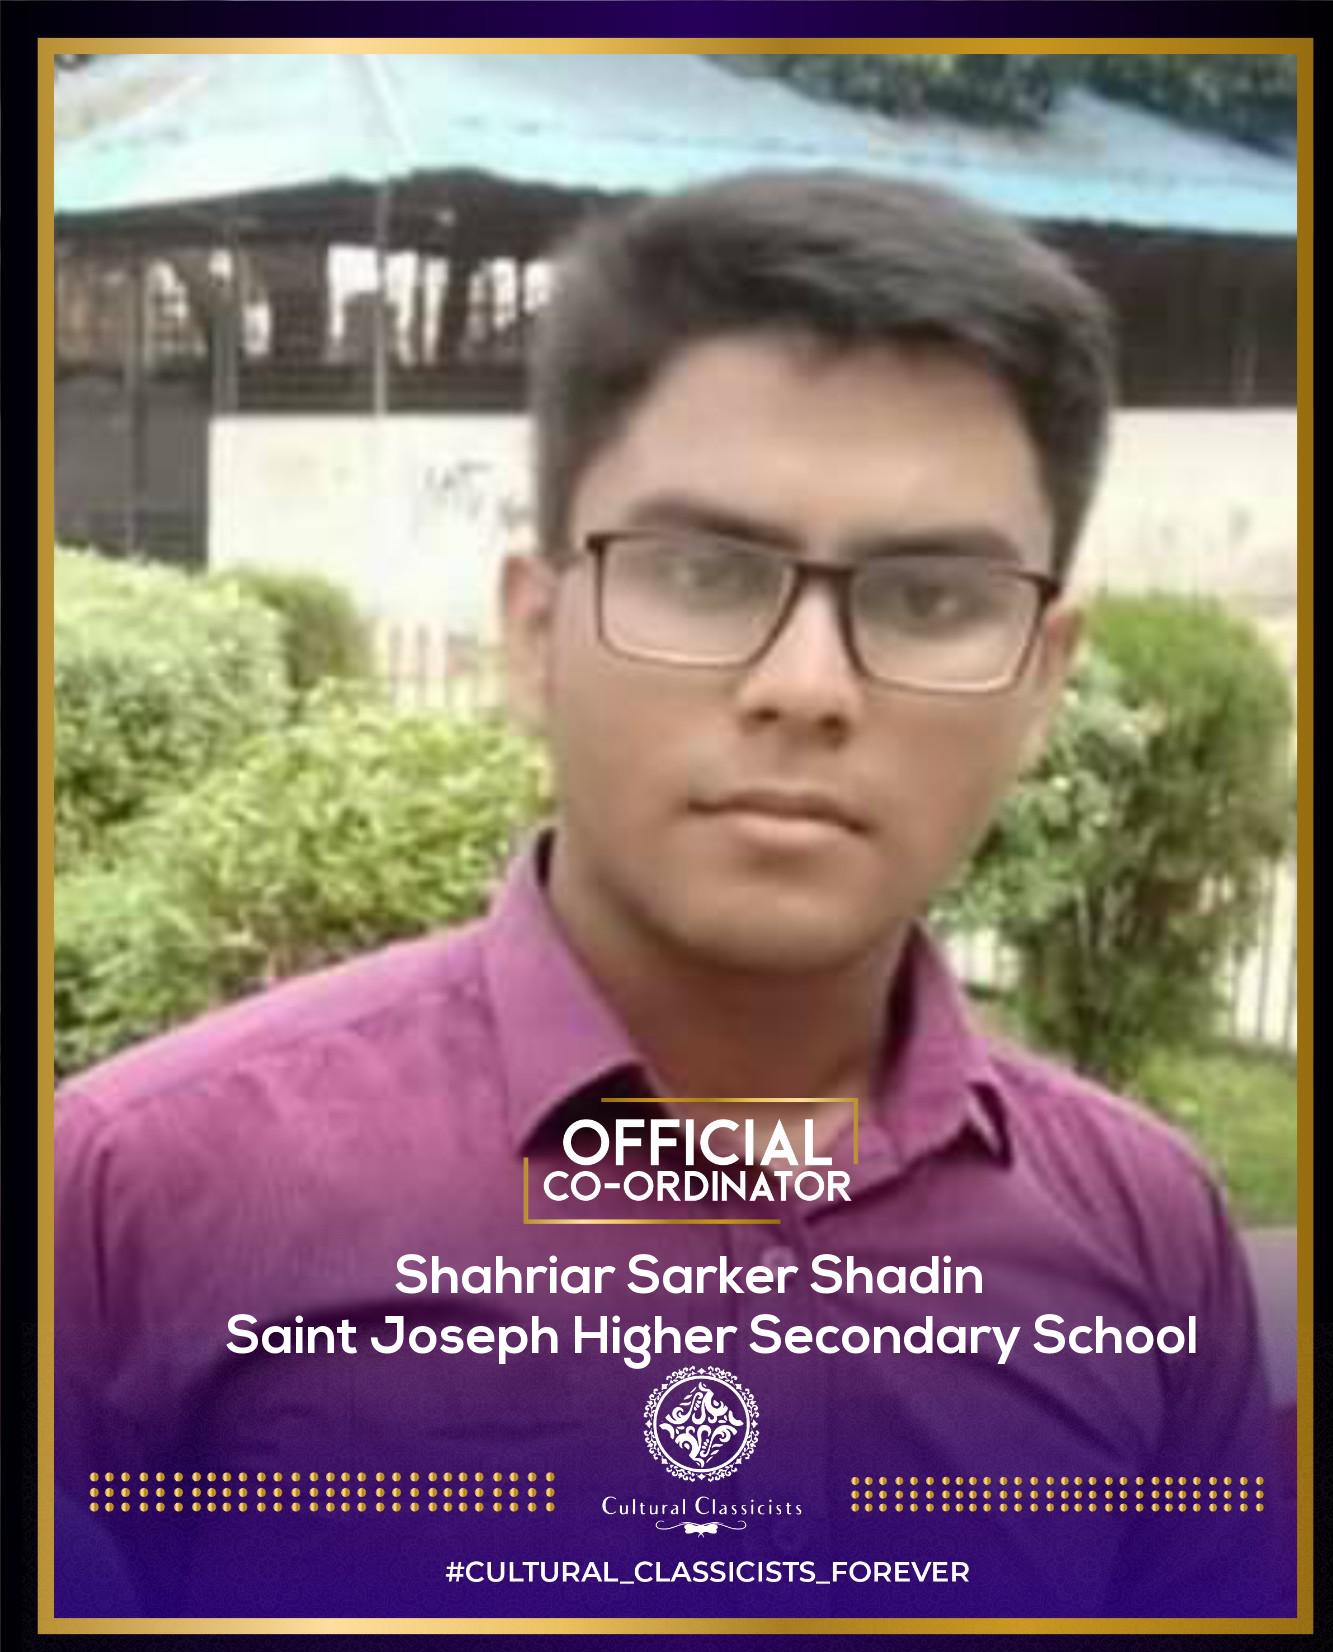 OFFICIAL
CO-ORDINATOR
Shahriar Sarker Shadin
Saint Joseph Higher Secondary School
Cultural Classicists
#CULTURAL_CLASSICISTS_FOREVER